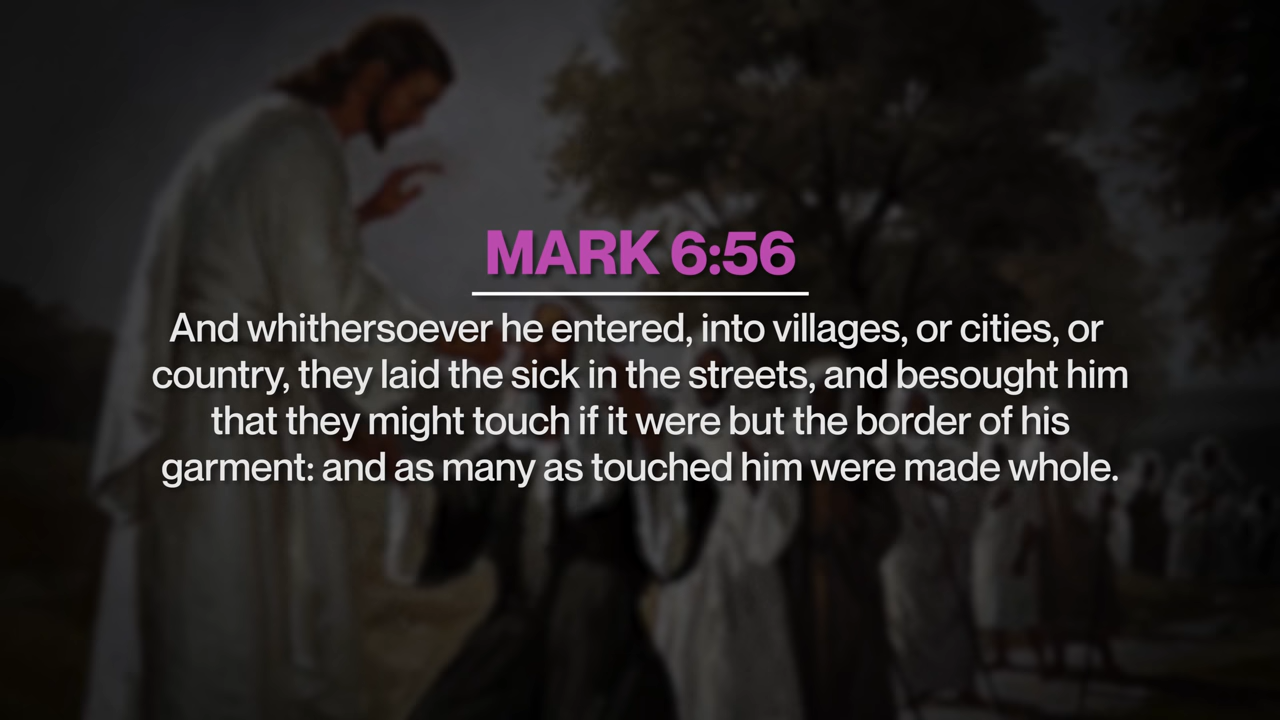 MARK 6:56
And whithersoever he entered, into villages, or cities, or
country, they laid the sick in the streets, and besought him
that they might touch if it were but the border of his
garment: and as many as touched him were made whole.